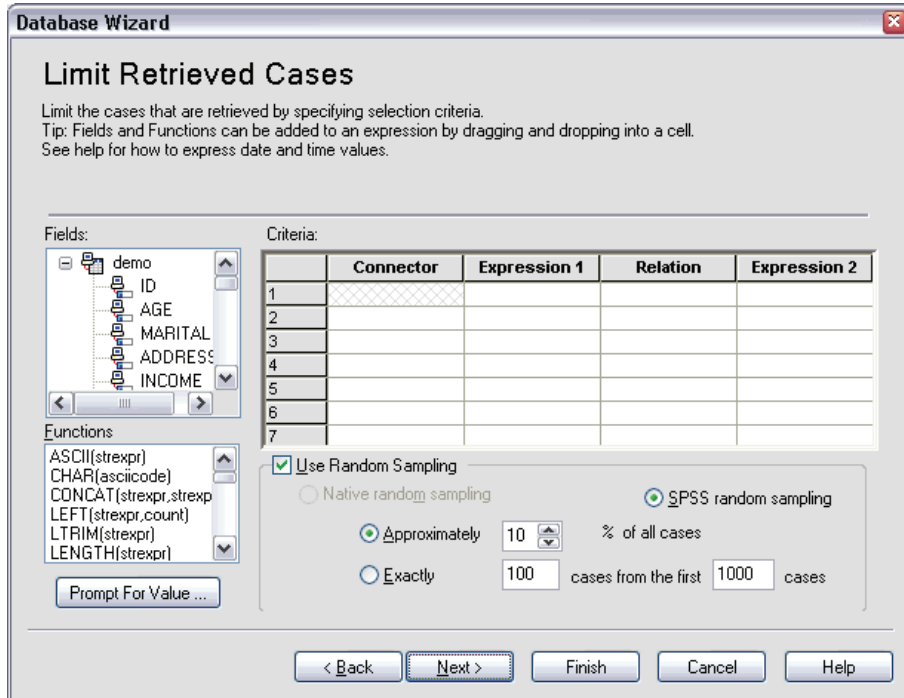 Database Wizard
Limit Retrieved Cases
Limit the cases that are retrieved by specifying selection criteria.
Tip: Fields and Functions can be added to an expression by dragging and dropping into a cell.
See help for how to express date and time values.
Fields:
demo
ID
AGE
MARITAL
ADDRESS
INCOME
Functions
ASCII(strexpr)
CHAR(asciicode)
CONCAT(strexpr,strexp
LEFT(strexpr,count)
LTRIM(strexpr)
LENGTH(strexpr)
Prompt For Value ...
Criteria:
Connector Expression 1 Relation Expression 2
1
2
3
4
5
6
7
Use Random Sampling
Native random sampling SPSS random sampling
Approximately 10 % of all cases
Exactly 100 cases from the first 1000 cases
< Back Next > Finish Cancel Help